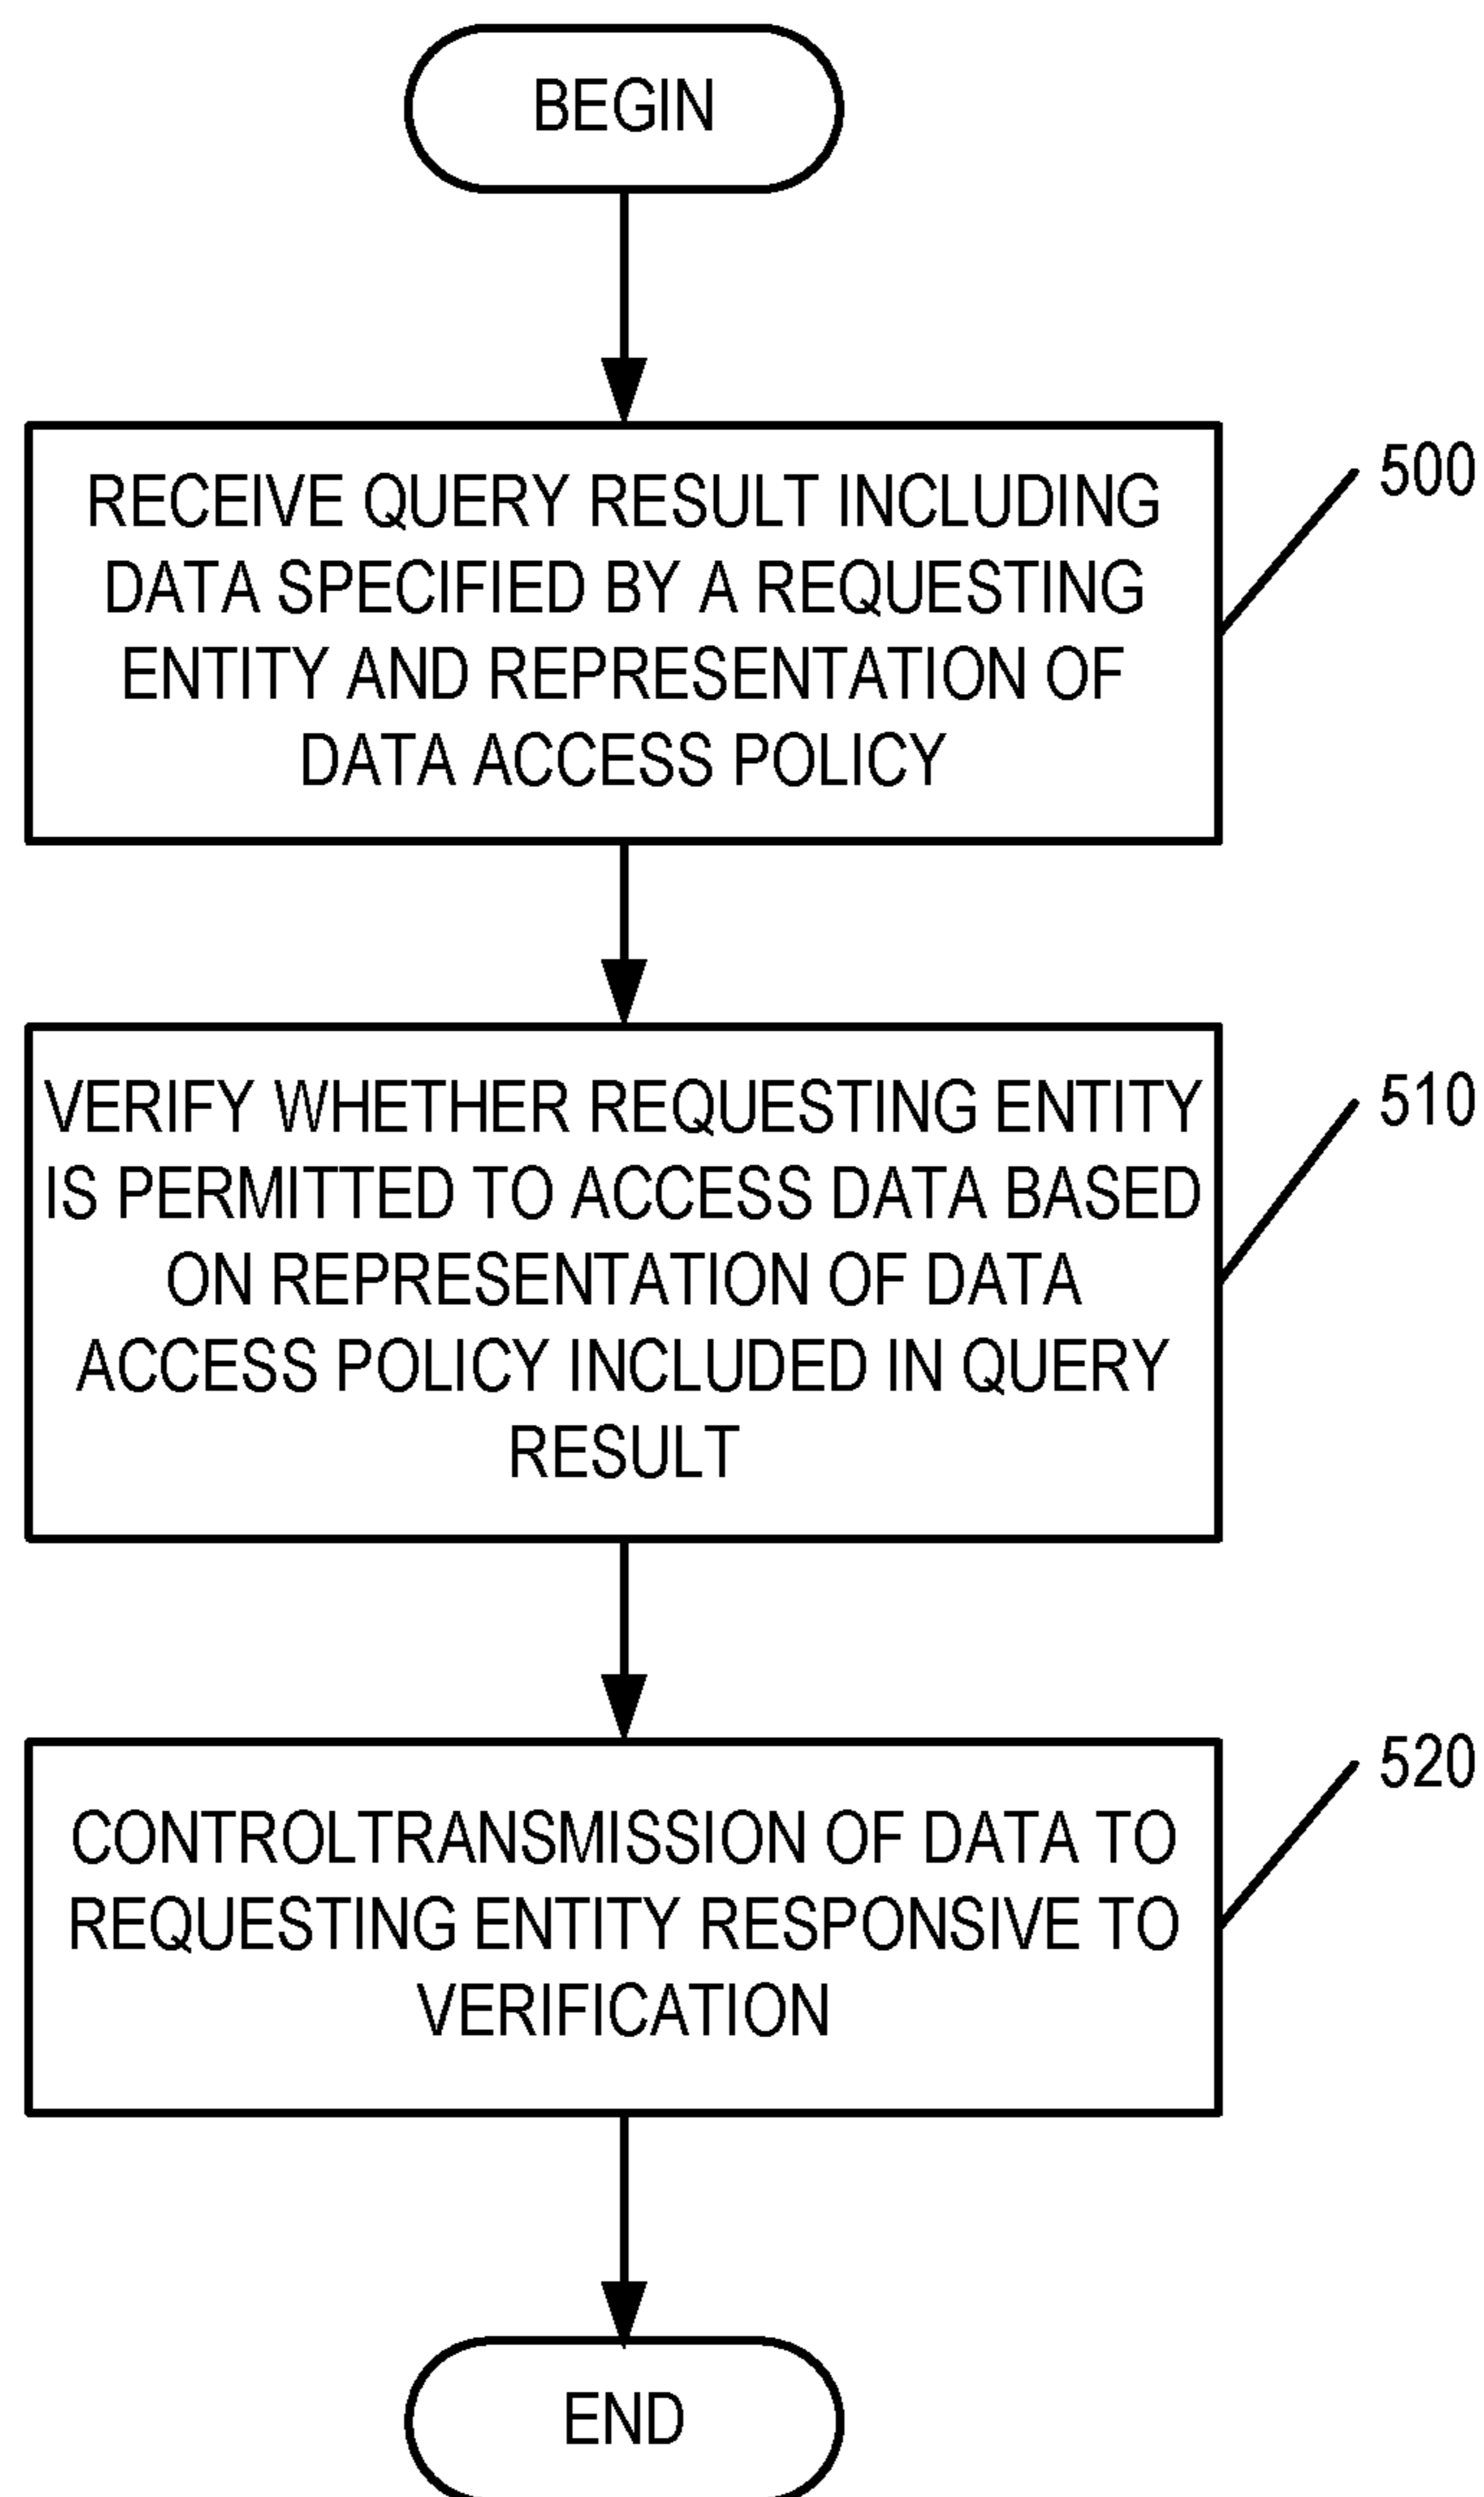 BEGIN
RECEIVE QUERY RESULT INCLUDING
DATA SPECIFIED BY A REQUESTING
ENTITY AND REPRESENTATION OF
DATA ACCESS POLICY
500
VERIFY WHETHER REQUESTING ENTITY
IS PERMITTED TO ACCESS DATA BASED
ON REPRESENTATION OF DATA
ACCESS POLICY INCLUDED IN QUERY
RESULT
510
CONTROLTRANSMISSION OF DATA TO
REQUESTING ENTITY RESPONSIVE TO
VERIFICATION
520
END